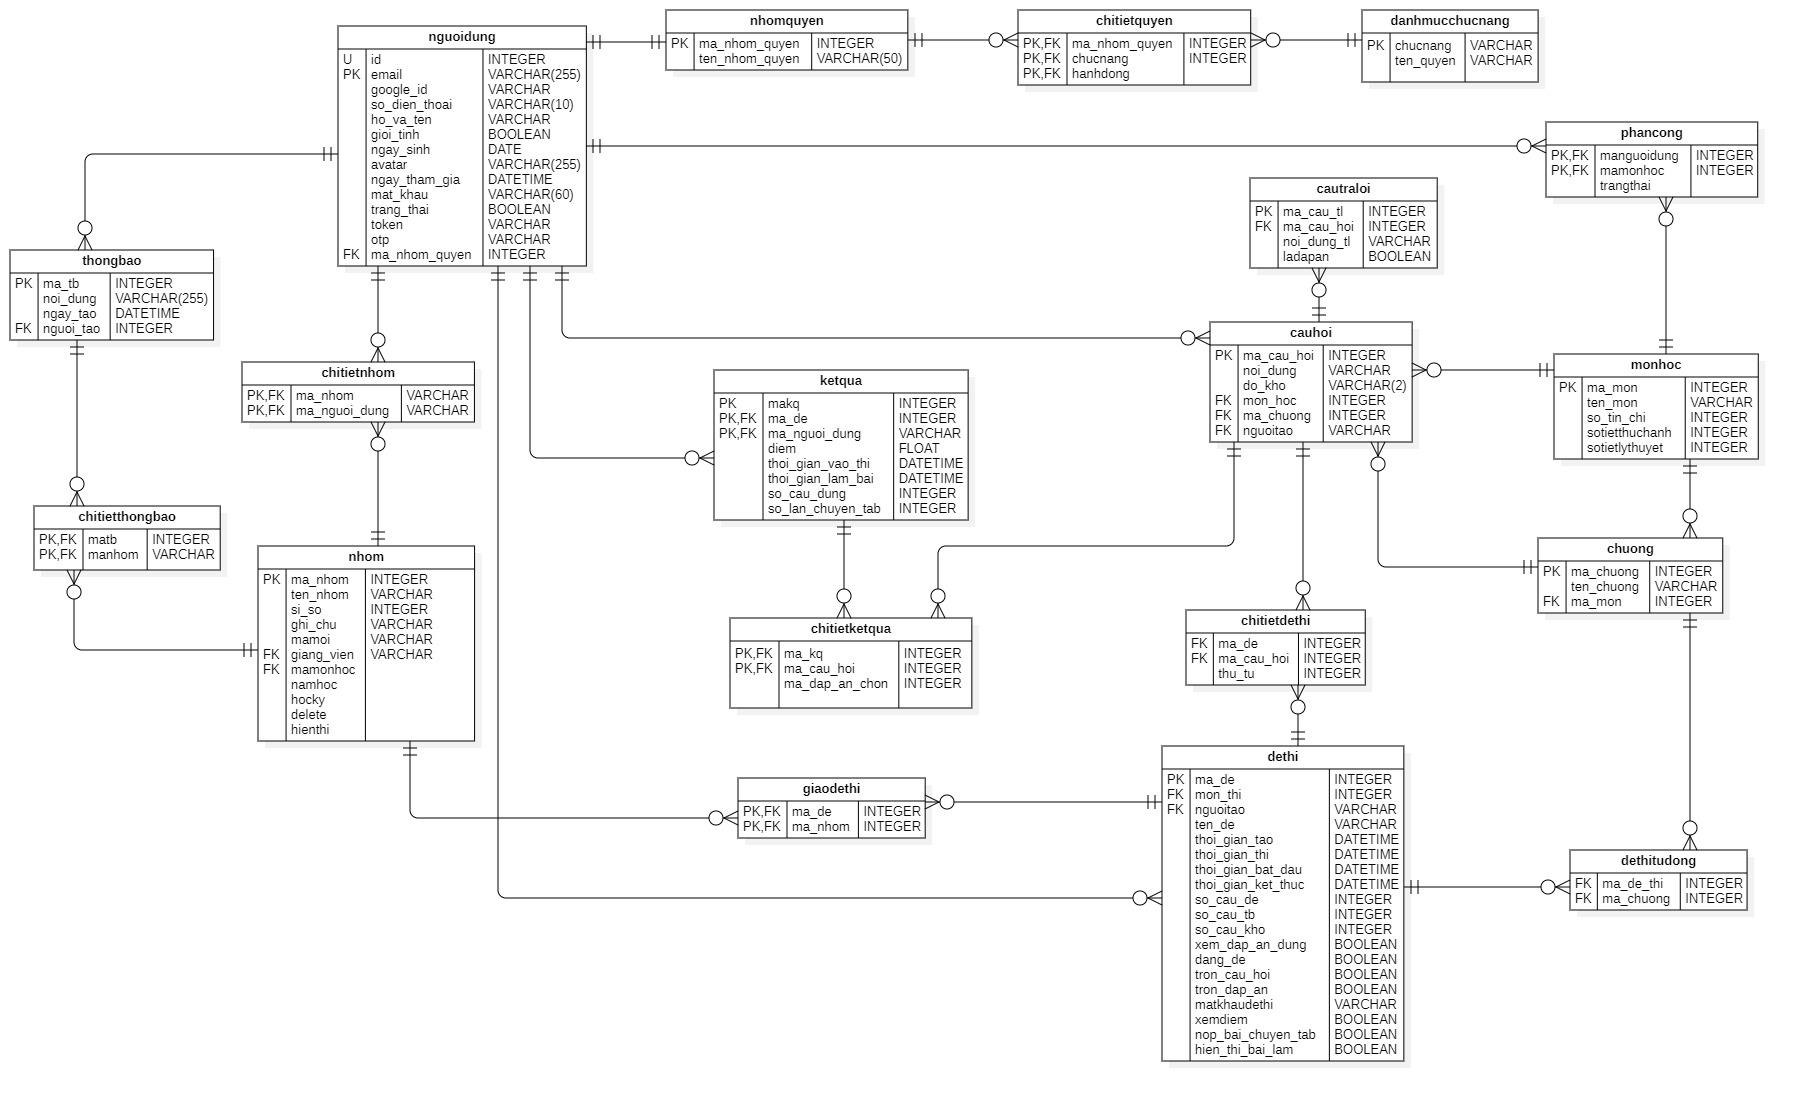 nguoidung
U id INTEGER
PK email VARCHAR(255)
google_id VARCHAR
so_dien_thoai VARCHAR(10)
ho_va_ten VARCHAR
gioi_tinh BOOLEAN
ngay_sinh DATE
avatar VARCHAR(255)
ngay_tham_gia DATETIME
mat_khau VARCHAR(60)
trang_thai BOOLEAN
token VARCHAR
otp VARCHAR
FK ma_nhom_quyen INTEGER
nhomquyen
PK ma_nhom_quyen INTEGER
ten_nhom_quyen VARCHAR(50)
chitietquyen
PK,FK ma_nhom_quyen INTEGER
PK,FK chucnang INTEGER
PK,FK hanhdong
danhmucchucnang
PK chucnang VARCHAR
ten_quyen VARCHAR
phancong
PK,FK manguoidung INTEGER
PK,FK mamonhoc INTEGER
trangthai
cautraloi
PK ma_cau_tl INTEGER
FK ma_cau_hoi INTEGER
noi_dung_tl VARCHAR
ladapan BOOLEAN
thongbao
PK ma_tb INTEGER
noi_dung VARCHAR(255)
ngay_tao DATETIME
FK nguoi_tao INTEGER
chitietnhom
PK,FK ma_nhom VARCHAR
PK,FK ma_nguoi_dung VARCHAR
ketqua
PK makq INTEGER
PK,FK ma_de INTEGER
PK,FK ma_nguoi_dung VARCHAR
diem FLOAT
thoi_gian_vao_thi DATETIME
thoi_gian_lam_bai DATETIME
so_cau_dung INTEGER
so_lan_chuyen_tab INTEGER
cauhoi
PK ma_cau_hoi INTEGER
noi_dung VARCHAR
do_kho VARCHAR(2)
FK mon_hoc INTEGER
FK ma_chuong INTEGER
FK nguoitao VARCHAR
monhoc
PK ma_mon INTEGER
ten_mon VARCHAR
so_tin_chi INTEGER
sotietthuchanh INTEGER
sotietlythuyet INTEGER
chitietthongbao
PK,FK matb INTEGER
PK,FK manhom VARCHAR
nhom
PK ma_nhom INTEGER
ten_nhom VARCHAR
si_so INTEGER
ghi_chu VARCHAR
mamoi VARCHAR
FK giang_vien VARCHAR
FK mamonhoc
namhoc
hocky
delete
hienthi
chuong
PK ma_chuong INTEGER
ten_chuong VARCHAR
FK ma_mon INTEGER
chitietketqua
PK,FK ma_kq INTEGER
PK,FK ma_cau_hoi INTEGER
ma_dap_an_chon INTEGER
chitietdethi
FK ma_de INTEGER
FK ma_cau_hoi INTEGER
thu_tu INTEGER
giaodethi
PK,FK ma_de INTEGER
PK,FK ma_nhom INTEGER
dethi
PK ma_de INTEGER
FK mon_thi INTEGER
FK nguoitao VARCHAR
ten_de VARCHAR
thoi_gian_tao DATETIME
thoi_gian_thi DATETIME
thoi_gian_bat_dau DATETIME
thoi_gian_ket_thuc DATETIME
so_cau_de INTEGER
so_cau_tb INTEGER
so_cau_kho INTEGER
xem_dap_an_dung BOOLEAN
dang_de BOOLEAN
tron_cau_hoi BOOLEAN
tron_dap_an BOOLEAN
matkhaudethi VARCHAR
xemdiem BOOLEAN
nop_bai_chuyen_tab BOOLEAN
hien_thi_bai_lam BOOLEAN
dethitudong
FK ma_de_thi INTEGER
FK ma_chuong INTEGER